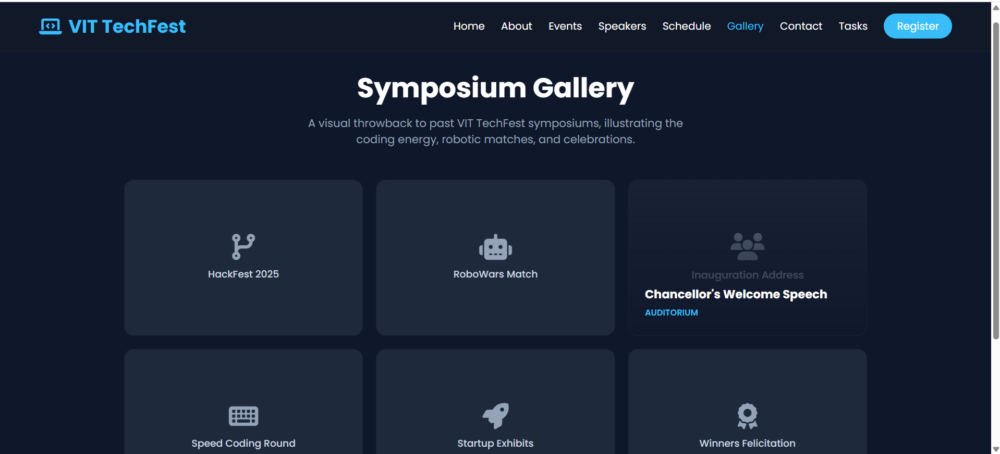 VIT TechFest
Home About Events Speakers Schedule Gallery Contact Tasks Register
Symposium Gallery
A visual throwback to past VIT TechFest symposiums, illustrating the
coding energy, robotic matches, and celebrations.
HackFest 2025
RoboWars Match
Inauguration Address
Chancellor's Welcome Speech
AUDITORIUM
Speed Coding Round
Startup Exhibits
Winners Felicitation